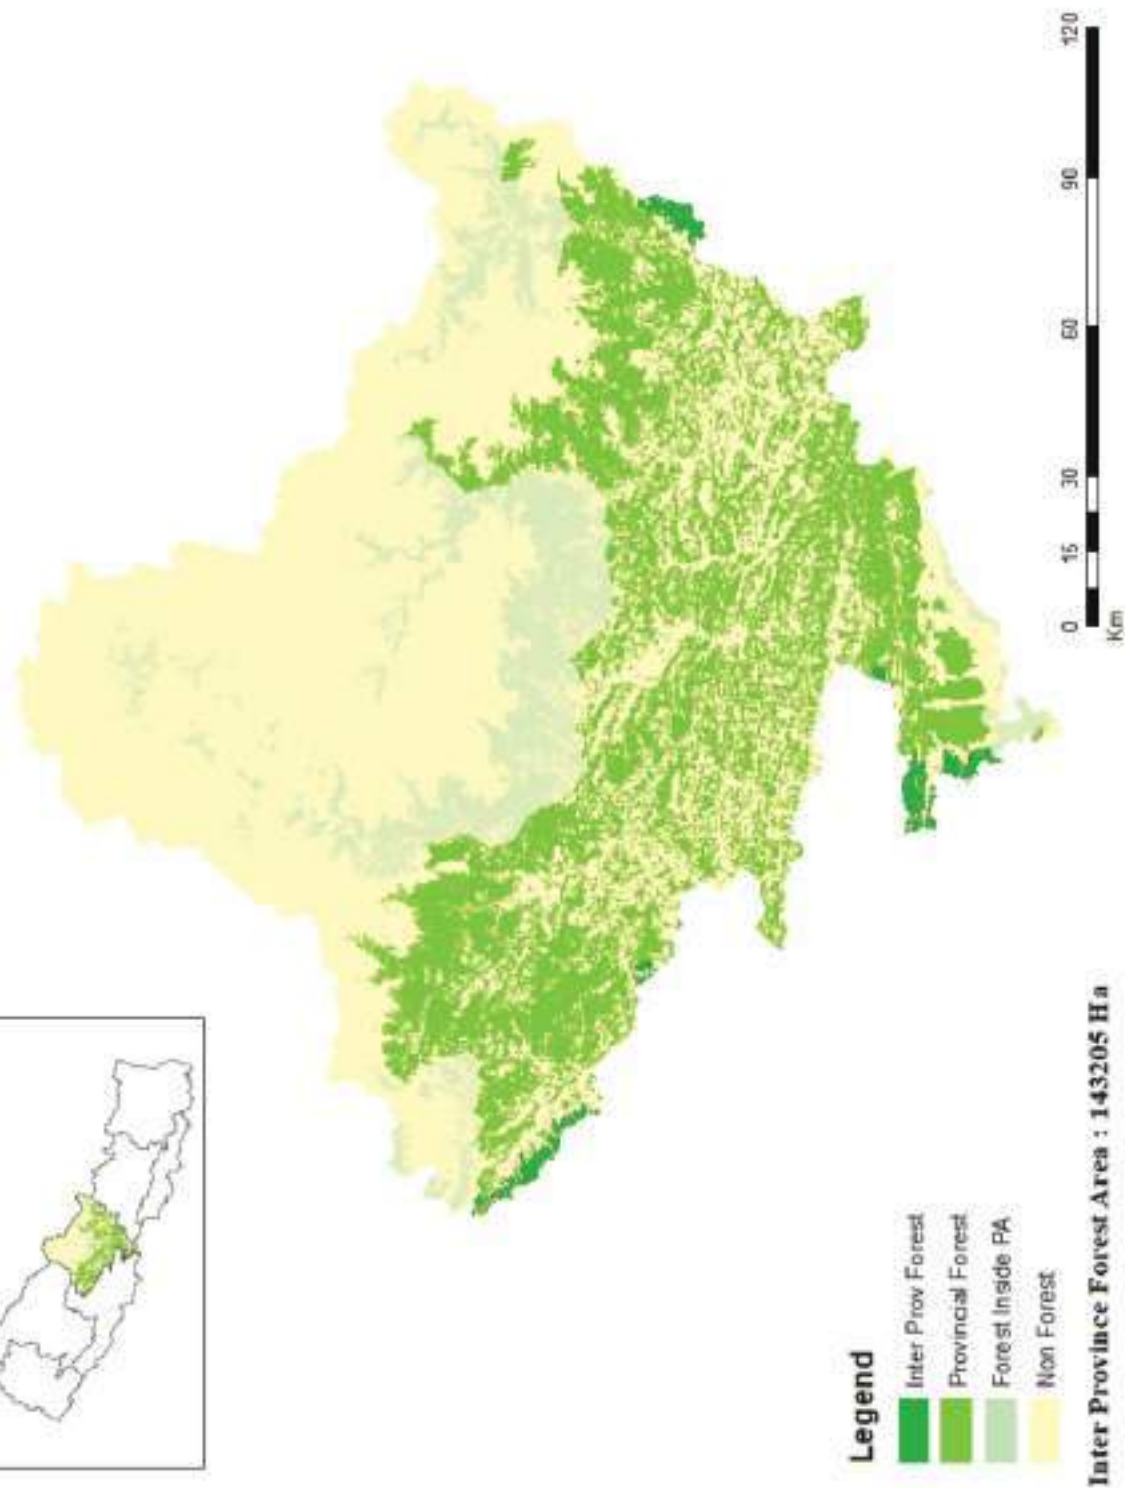 Legend
Inter Prov Forest
Provincial Forest
Forest Inside PA
Non Forest
Inter Province Forest Area : 143205 Ha
0 15 30 60 90 120
Km